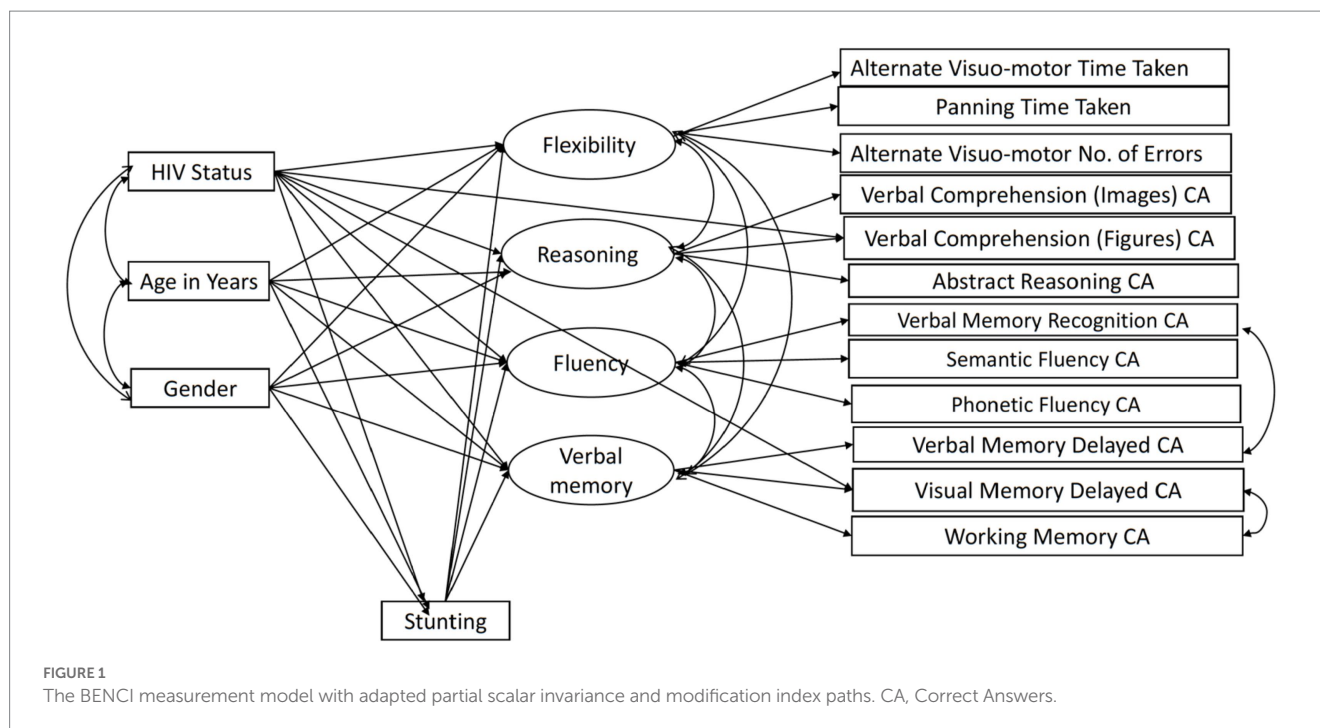 HIV Status
Age in Years
Gender
Stunting
Flexibility
Reasoning
Fluency
Verbal
memory
Alternate Visuo-motor Time Taken
Panning Time Taken
Alternate Visuo-motor No. of Errors
Verbal Comprehension (Images) CA
Verbal Comprehension (Figures) CA
Abstract Reasoning CA
Verbal Memory Recognition CA
Semantic Fluency CA
Phonetic Fluency CA
Verbal Memory Delayed CA
Visual Memory Delayed CA
Working Memory CA
FIGURE 1
The BENCI measurement model with adapted partial scalar invariance and modification index paths. CA, Correct Answers.